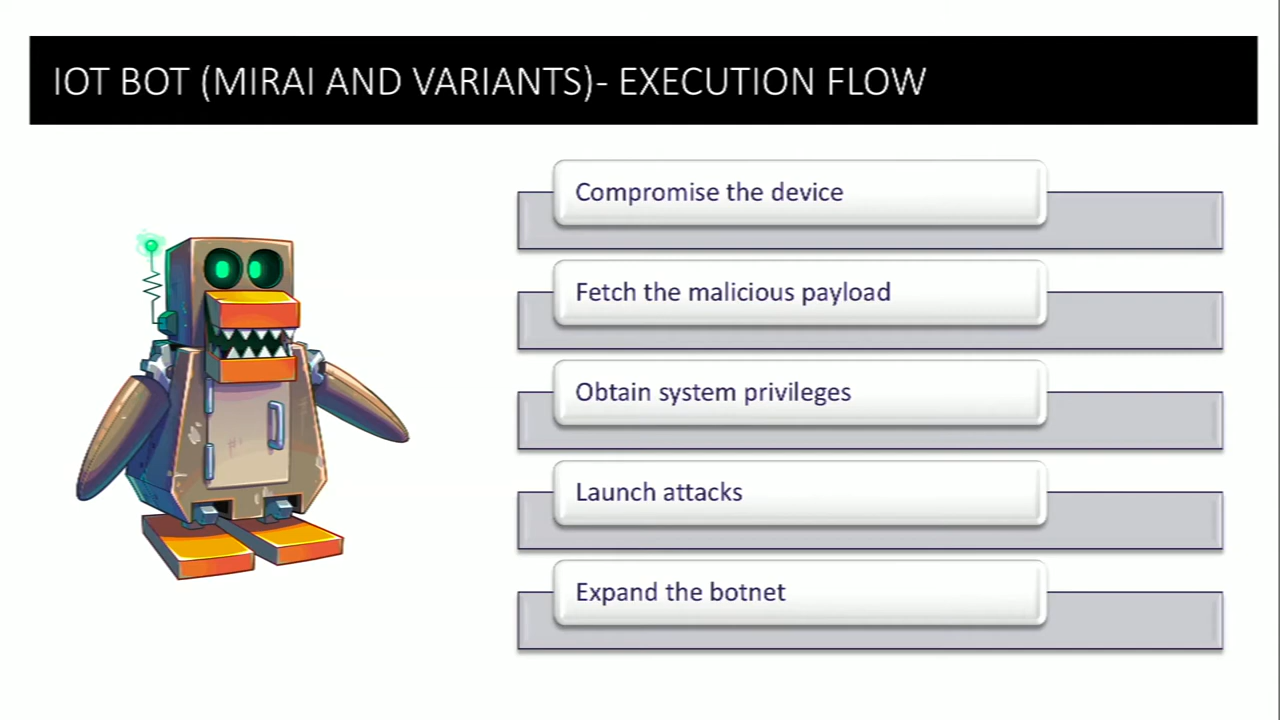 IOT BOT (MIRAI AND VARIANTS)- EXECUTION FLOW
Compromise the device
Fetch the malicious payload
Obtain system privileges
Launch attacks
Expand the botnet